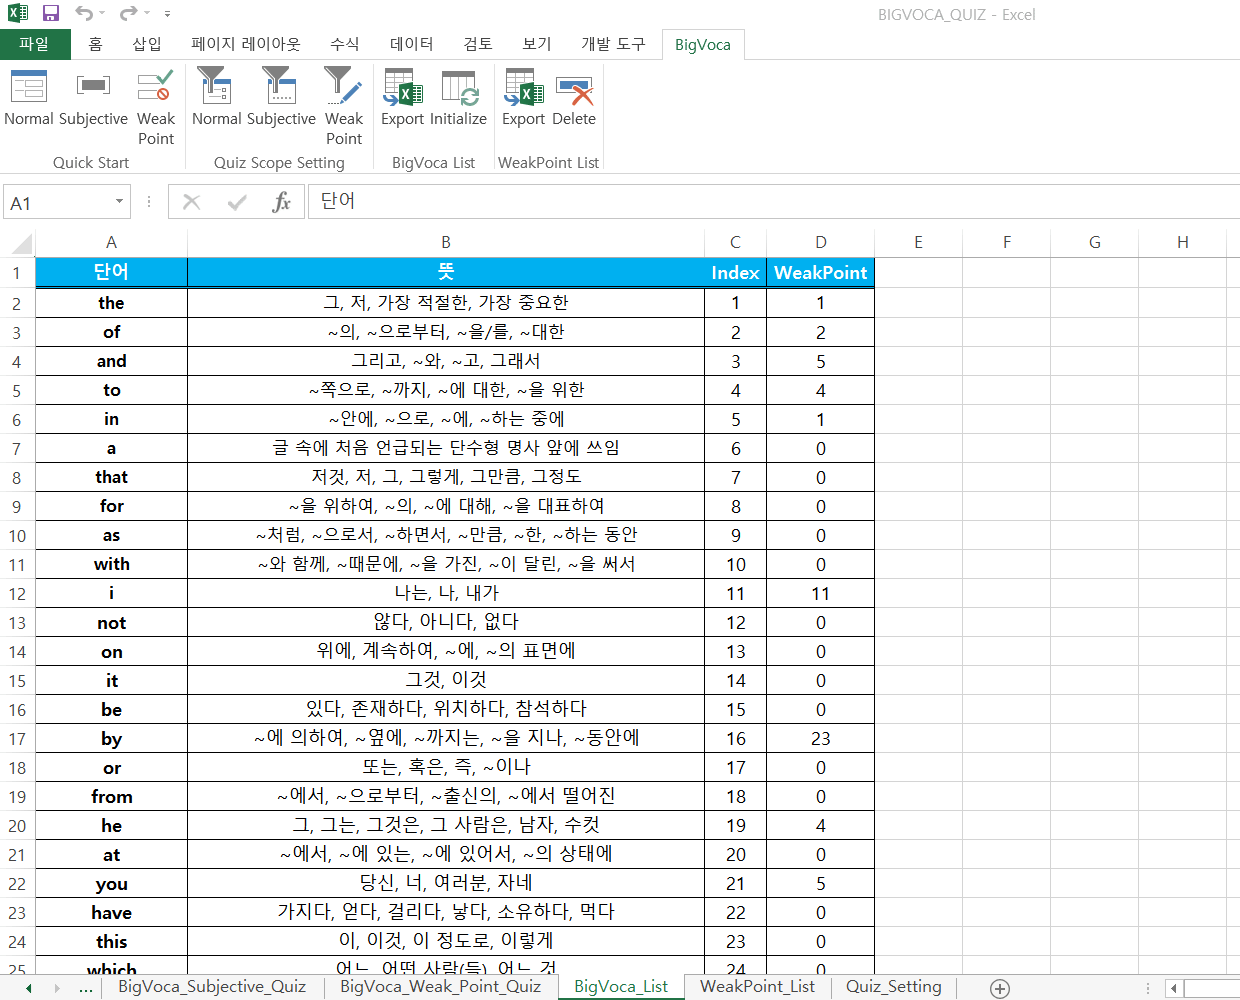 BIGVOCA_QUIZ - Excel
파일 홈 삽입 페이지 레이아웃 수식 데이터 검토 보기 개발 도구 BigVoca
Normal Subjective Weak Point Normal Subjective Weak Point Export Initialize Export Delete
Quick Start Quiz Scope Setting BigVoca List WeakPoint List
A1 fx 단어
A B C D E F G H
1 단어 뜻 Index WeakPoint
2 the 그, 저, 가장 적절한, 가장 중요한 1 1
3 of ~의, ~으로부터, ~을/를, ~대한 2 2
4 and 그리고, ~와, ~고, 그래서 3 5
5 to ~쪽으로, ~까지, ~에 대한, ~을 위한 4 4
6 in ~안에, ~으로, ~에, ~하는 중에 5 1
7 a 글 속에 처음 언급되는 단수형 명사 앞에 쓰임 6 0
8 that 저것, 저, 그, 그렇게, 그만큼, 그정도 7 0
9 for ~을 위하여, ~의, ~에 대해, ~을 대표하여 8 0
10 as ~처럼, ~으로서, ~하면서, ~만큼, ~한, ~하는 동안 9 0
11 with ~와 함께, ~때문에, ~을 가진, ~이 달린, ~을 써서 10 0
12 i 나는, 나, 내가 11 11
13 not 않다, 아니다, 없다 12 0
14 on 위에, 계속하여, ~에, ~의 표면에 13 0
15 it 그것, 이것 14 0
16 be 있다, 존재하다, 위치하다, 참석하다 15 0
17 by ~에 의하여, ~옆에, ~까지는, ~을 지나, ~동안에 16 23
18 or 또는, 혹은, 즉, ~이나 17 0
19 from ~에서, ~으로부터, ~출신의, ~에서 떨어진 18 0
20 he 그, 그는, 그것은, 그 사람은, 남자, 수컷 19 4
21 at ~에서, ~에 있는, ~에 있어서, ~의 상태에 20 0
22 you 당신, 너, 여러분, 자네 21 5
23 have 가지다, 얻다, 걸리다, 낳다, 소유하다, 먹다 22 0
24 this 이, 이것, 이 정도로, 이렇게 23 0
25 which 어느, 어떤 사람(들), 어느 것 24 0
... BigVoca_Subjective_Quiz BigVoca_Weak_Point_Quiz BigVoca_List WeakPoint_List Quiz_Setting